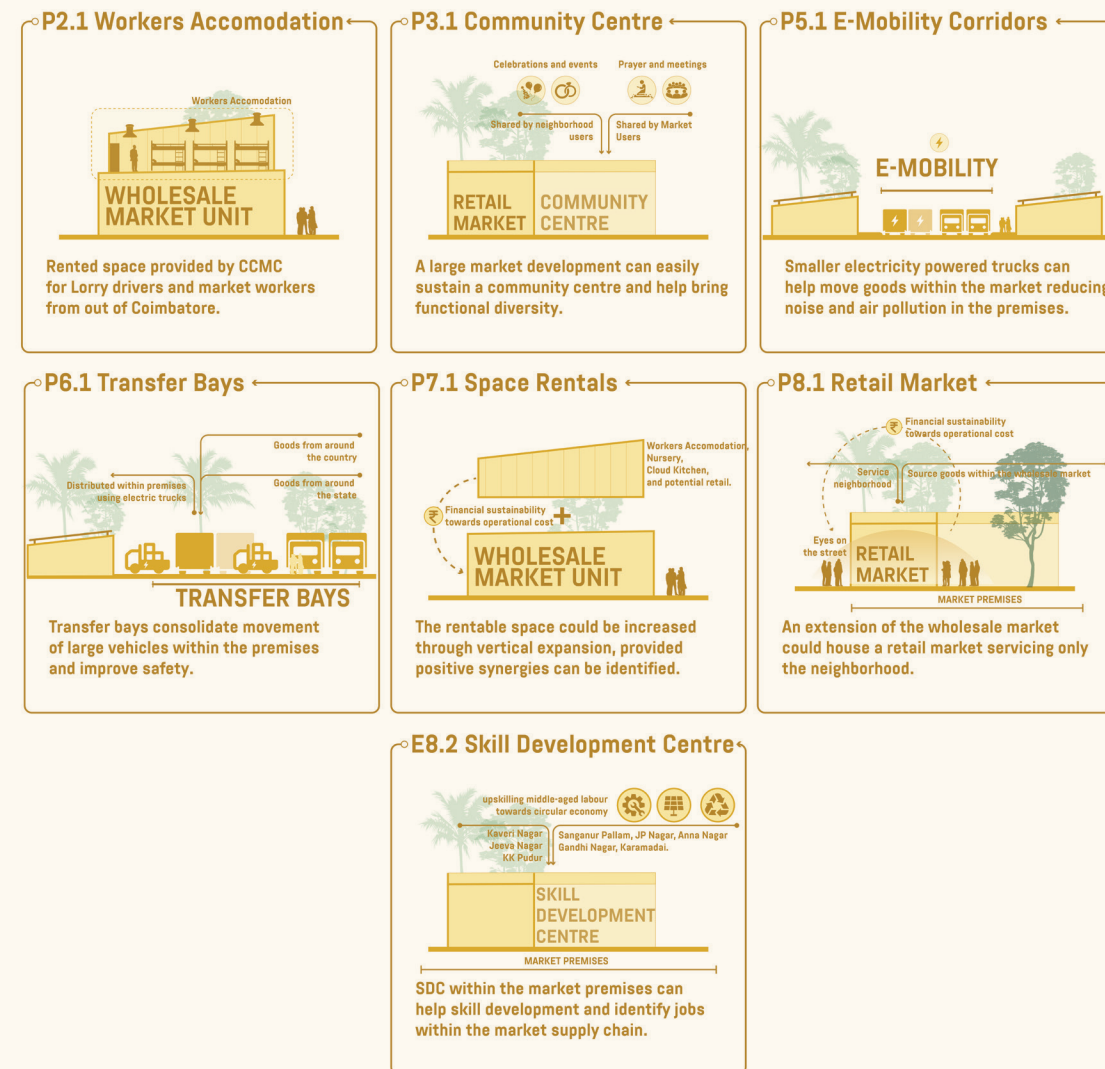 P2.1 Workers Accomodation
Workers Accomodation
WHOLESALE
MARKET UNIT
Rented space provided by CCMC
for Lorry drivers and market workers
from out of Coimbatore.
P3.1 Community Centre
Celebrations and events
Prayer and meetings
Shared by neighborhood
users
Shared by Market
Users
RETAIL
MARKET
COMMUNITY
CENTRE
A large market development can easily
sustain a community centre and help bring
functional diversity.
P5.1 E-Mobility Corridors
E-MOBILITY
Smaller electricity powered trucks can
help move goods within the market reducing
noise and air pollution in the premises.
P6.1 Transfer Bays
Goods from around
the country
Distributed within premises
using electric trucks
Goods from around
the state
TRANSFER BAYS
Transfer bays consolidate movement
of large vehicles within the premises
and improve safety.
P7.1 Space Rentals
Workers Accomodation,
Nursery,
Cloud Kitchen,
and potential retail.
₹ Financial sustainability
towards operational cost
+
WHOLESALE
MARKET UNIT
The rentable space could be increased
through vertical expansion, provided
positive synergies can be identified.
P8.1 Retail Market
₹ Financial sustainability
towards operational cost
Service
neighborhood
Source goods within the wholesale market
Eyes on
the street
RETAIL
MARKET
MARKET PREMISES
An extension of the wholesale market
could house a retail market servicing only
the neighborhood.
E8.2 Skill Development Centre
upskilling middle-aged labour
towards circular economy
Kaveri Nagar
Jeeva Nagar
KK Pudur
Sanganur Pallam, JP Nagar, Anna Nagar
Gandhi Nagar, Karamadai.
SKILL
DEVELOPMENT
CENTRE
MARKET PREMISES
SDC within the market premises can
help skill development and identify jobs
within the market supply chain.